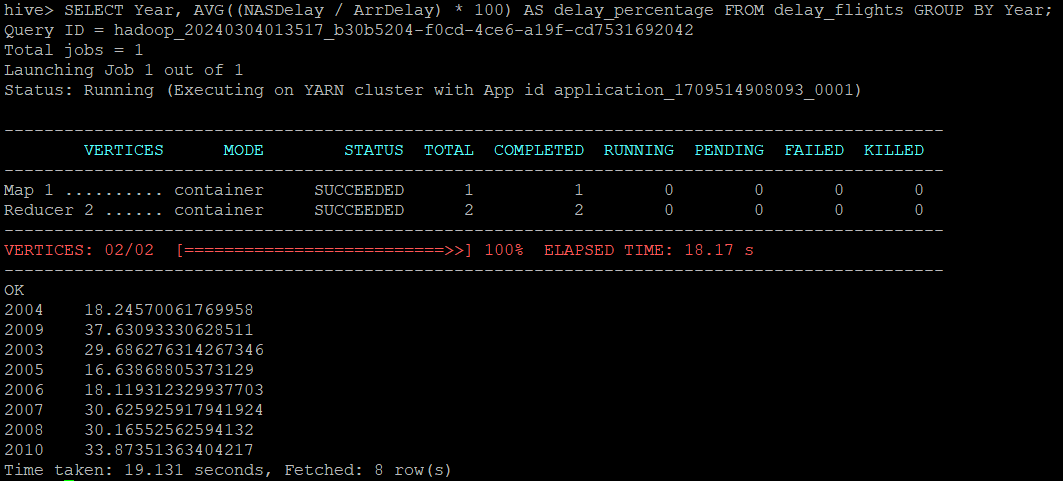 hive> SELECT Year, AVG((NASDelay / ArrDelay) * 100) AS delay_percentage FROM delay_flights GROUP BY Year;
Query ID = hadoop_20240304013517_b30b5204-f0cd-4ce6-a19f-cd7531692042
Total jobs = 1
Launching Job 1 out of 1
Status: Running (Executing on YARN cluster with App id application_1709514908093_0001)
----------------------------------------------------------------------------------------------
        VERTICES      MODE        STATUS  TOTAL  COMPLETED  RUNNING  PENDING  FAILED  KILLED
----------------------------------------------------------------------------------------------
Map 1 .......... container     SUCCEEDED      1          1        0        0       0       0
Reducer 2 ...... container     SUCCEEDED      2          2        0        0       0       0
----------------------------------------------------------------------------------------------
VERTICES: 02/02  [==========================>>] 100%  ELAPSED TIME: 18.17 s
----------------------------------------------------------------------------------------------
OK
2004    18.24570061769958
2009    37.63093330628511
2003    29.686276314267346
2005    16.63868805373129
2006    18.119312329937703
2007    30.625925917941924
2008    30.16552562594132
2010    33.87351363404217
Time taken: 19.131 seconds, Fetched: 8 row(s)